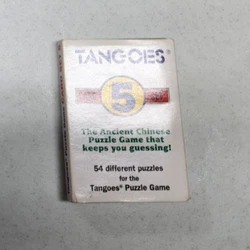 TANGOES®
5
The Ancient Chinese
Puzzle Game that
keeps you guessing!
54 different puzzles
for the
Tangoes® Puzzle Game